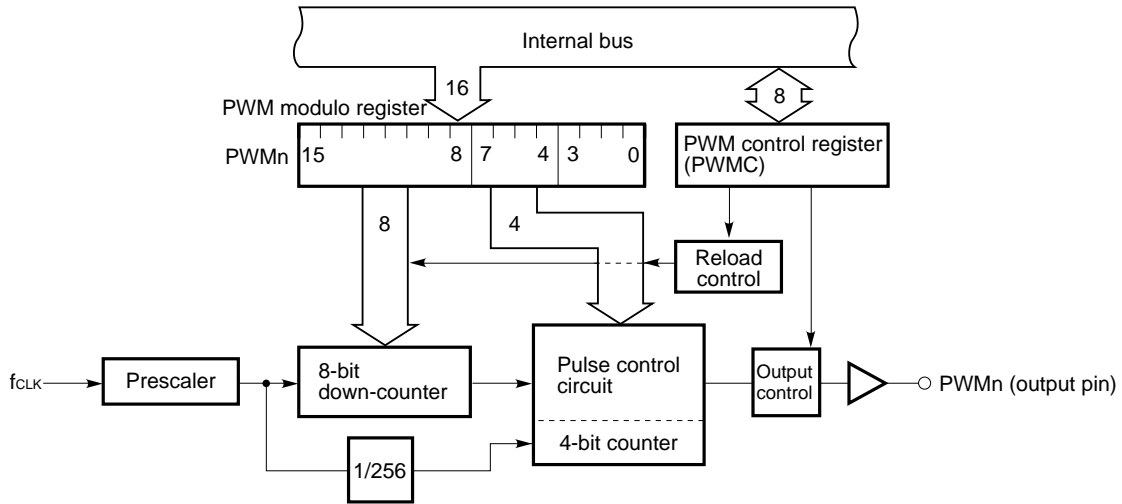 Internal bus
16
8
PWM modulo register
PWMn
15 8 7 4 3 0
PWM control register
(PWMC)
8
4
Reload
control
fCLK
Prescaler
8-bit
down-counter
Pulse control
circuit
4-bit counter
Output
control
PWMn (output pin)
1/256